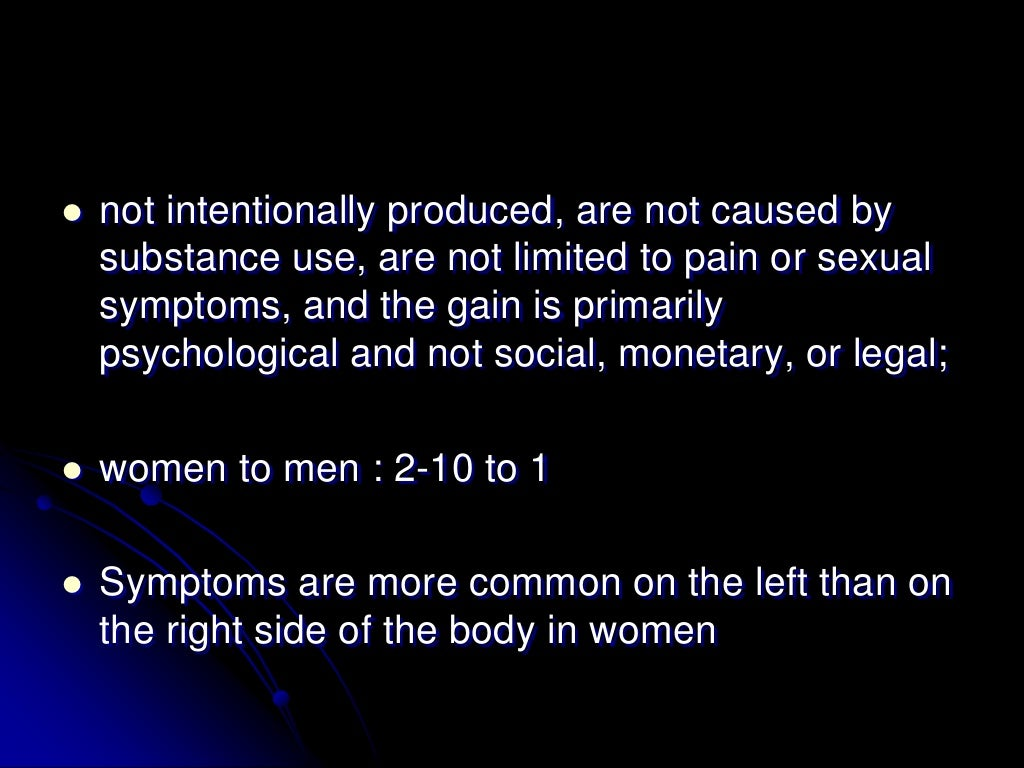 not intentionally produced, are not caused by
substance use, are not limited to pain or sexual
symptoms, and the gain is primarily
psychological and not social, monetary, or legal;
women to men : 2-10 to 1
Symptoms are more common on the left than on
the right side of the body in women